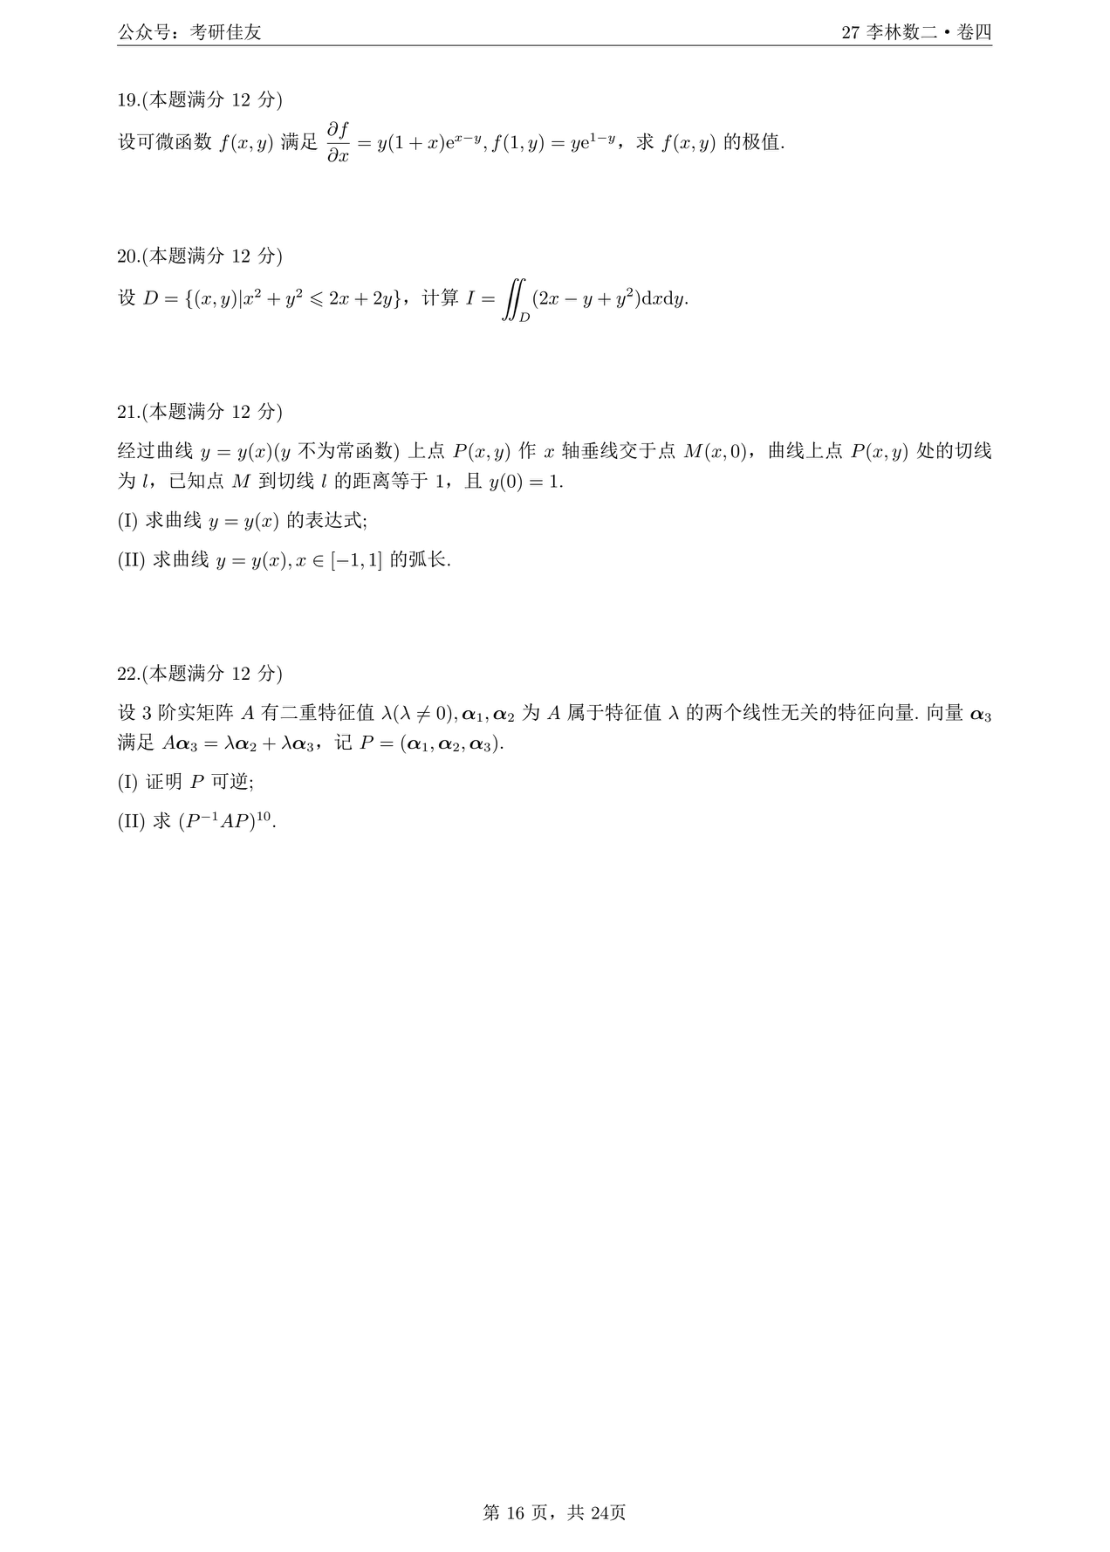 公众号：考研佳友 27 李林数二·卷四
19.(本题满分 12 分)
设可微函数 f(x, y) 满足 ∂f/∂x = y(1 + x)e^{x−y}, f(1, y) = ye^{1−y}，求 f(x, y) 的极值.
20.(本题满分 12 分)
设 D = {(x, y)|x² + y² ⩽ 2x + 2y}，计算 I = ∬_D (2x − y + y²)dxdy.
21.(本题满分 12 分)
经过曲线 y = y(x)(y 不为常函数) 上点 P(x, y) 作 x 轴垂线交于点 M(x, 0)，曲线上点 P(x, y) 处的切线
为 l，已知点 M 到切线 l 的距离等于 1，且 y(0) = 1.
(I) 求曲线 y = y(x) 的表达式;
(II) 求曲线 y = y(x), x ∈ [−1, 1] 的弧长.
22.(本题满分 12 分)
设 3 阶实矩阵 A 有二重特征值 λ(λ ≠ 0), α₁, α₂ 为 A 属于特征值 λ 的两个线性无关的特征向量. 向量 α₃
满足 Aα₃ = λα₂ + λα₃，记 P = (α₁, α₂, α₃).
(I) 证明 P 可逆;
(II) 求 (P⁻¹AP)¹⁰.
第 16 页，共 24页